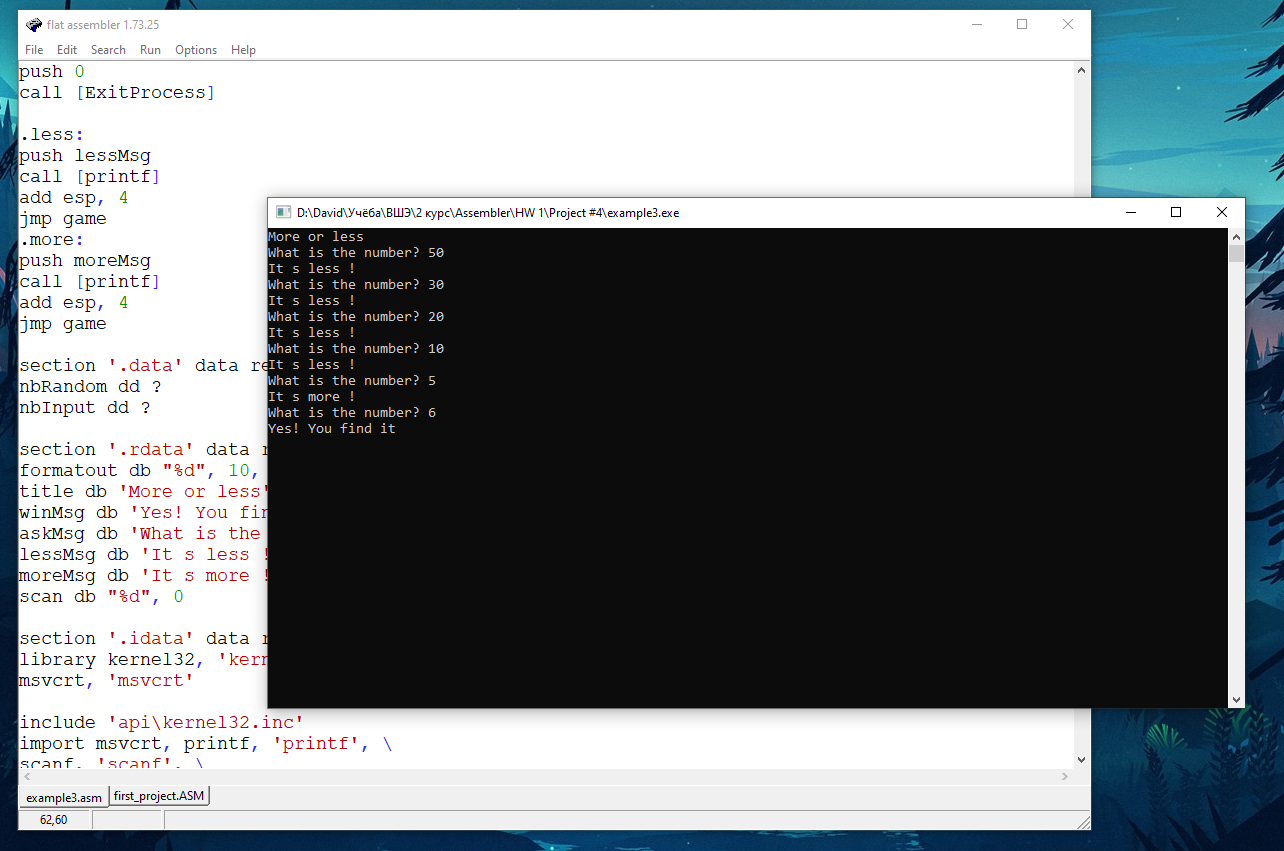 flat assembler 1.73.25
File Edit Search Run Options Help
push 0
call [ExitProcess]
.less:
push lessMsg
call [printf]
add esp, 4
jmp game
.more:
push moreMsg
call [printf]
add esp, 4
jmp game
section '.data' data re
nbRandom dd ?
nbInput dd ?
section '.rdata' data r
formatout db "%d", 10,
title db 'More or less'
winMsg db 'Yes! You fin
askMsg db 'What is the
lessMsg db 'It s less !
moreMsg db 'It s more !
scan db "%d", 0
section '.idata' data r
library kernel32, 'kern
msvcrt, 'msvcrt'
include 'api\kernel32.inc'
import msvcrt, printf, 'printf', \
scanf, 'scanf', \
example3.asm first_project.ASM
62,60
D:\David\Учёба\ВШЭ\2 курс\Assembler\HW 1\Project #4\example3.exe
More or less
What is the number? 50
It s less !
What is the number? 30
It s less !
What is the number? 20
It s less !
What is the number? 10
It s less !
What is the number? 5
It s more !
What is the number? 6
Yes! You find it